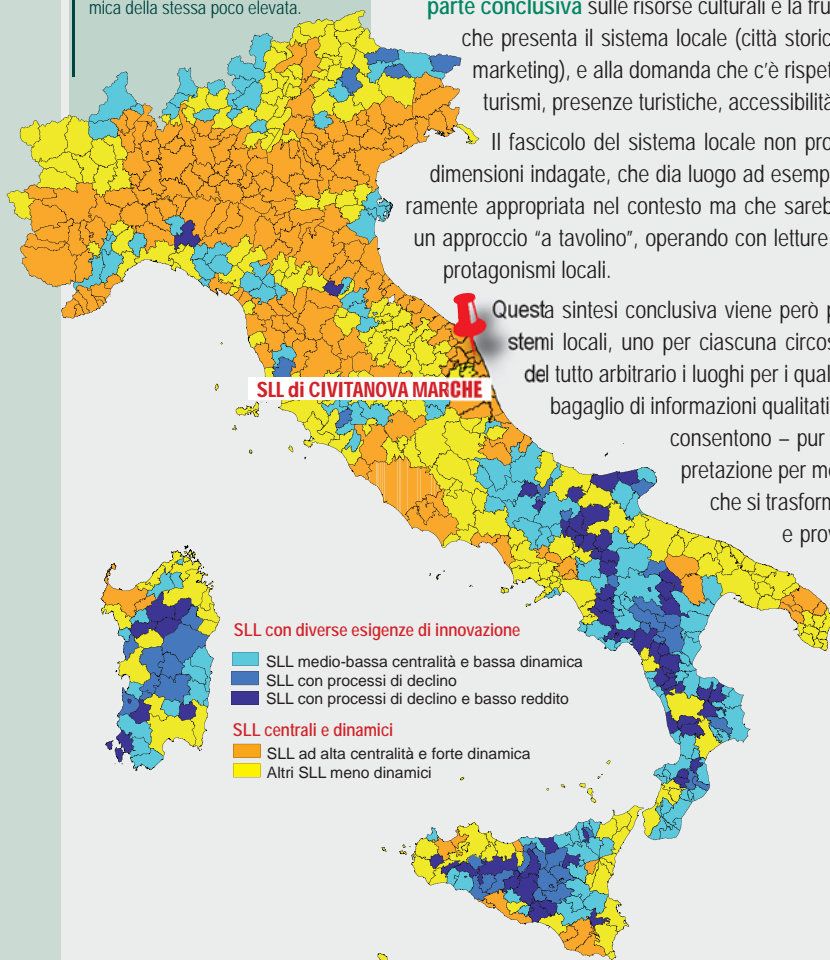 mica della stessa poco elevata.
parte conclusiva sulle risorse culturali e la fru
che presenta il sistema locale (città storic
marketing), e alla domanda che c'è rispet
turismi, presenze turistiche, accessibilità
Il fascicolo del sistema locale non pro
dimensioni indagate, che dia luogo ad esemp
ramente appropriata nel contesto ma che sareb
un approccio "a tavolino", operando con letture
protagonismi locali.
Questa sintesi conclusiva viene però p
stemi locali, uno per ciascuna circos
del tutto arbitrario i luoghi per i qual
bagaglio di informazioni qualitati
consentono – pur
pretazione per me
che si trasform
e prov
SLL di CIVITANOVA MARCHE
SLL con diverse esigenze di innovazione
SLL medio-bassa centralità e bassa dinamica
SLL con processi di declino
SLL con processi di declino e basso reddito
SLL centrali e dinamici
SLL ad alta centralità e forte dinamica
Altri SLL meno dinamici